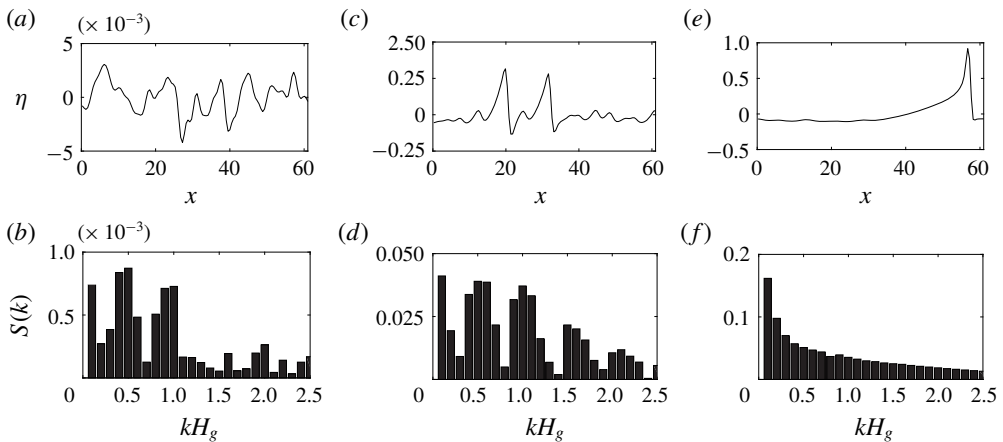 (a) (× 10⁻³) (c) (e)
5 2.50 1.0
η 0 0.25 0.5
0
−5 −0.25 −0.5
0 20 40 60 0 20 40 60 0 20 40 60
x x x
(b) (× 10⁻³) (d) (f)
1.0 0.050 0.2
S(k) 0.5 0.025 0.1
0 0.5 1.0 1.5 2.0 2.5 0 0.5 1.0 1.5 2.0 2.5 0 0.5 1.0 1.5 2.0 2.5
kH_g kH_g kH_g